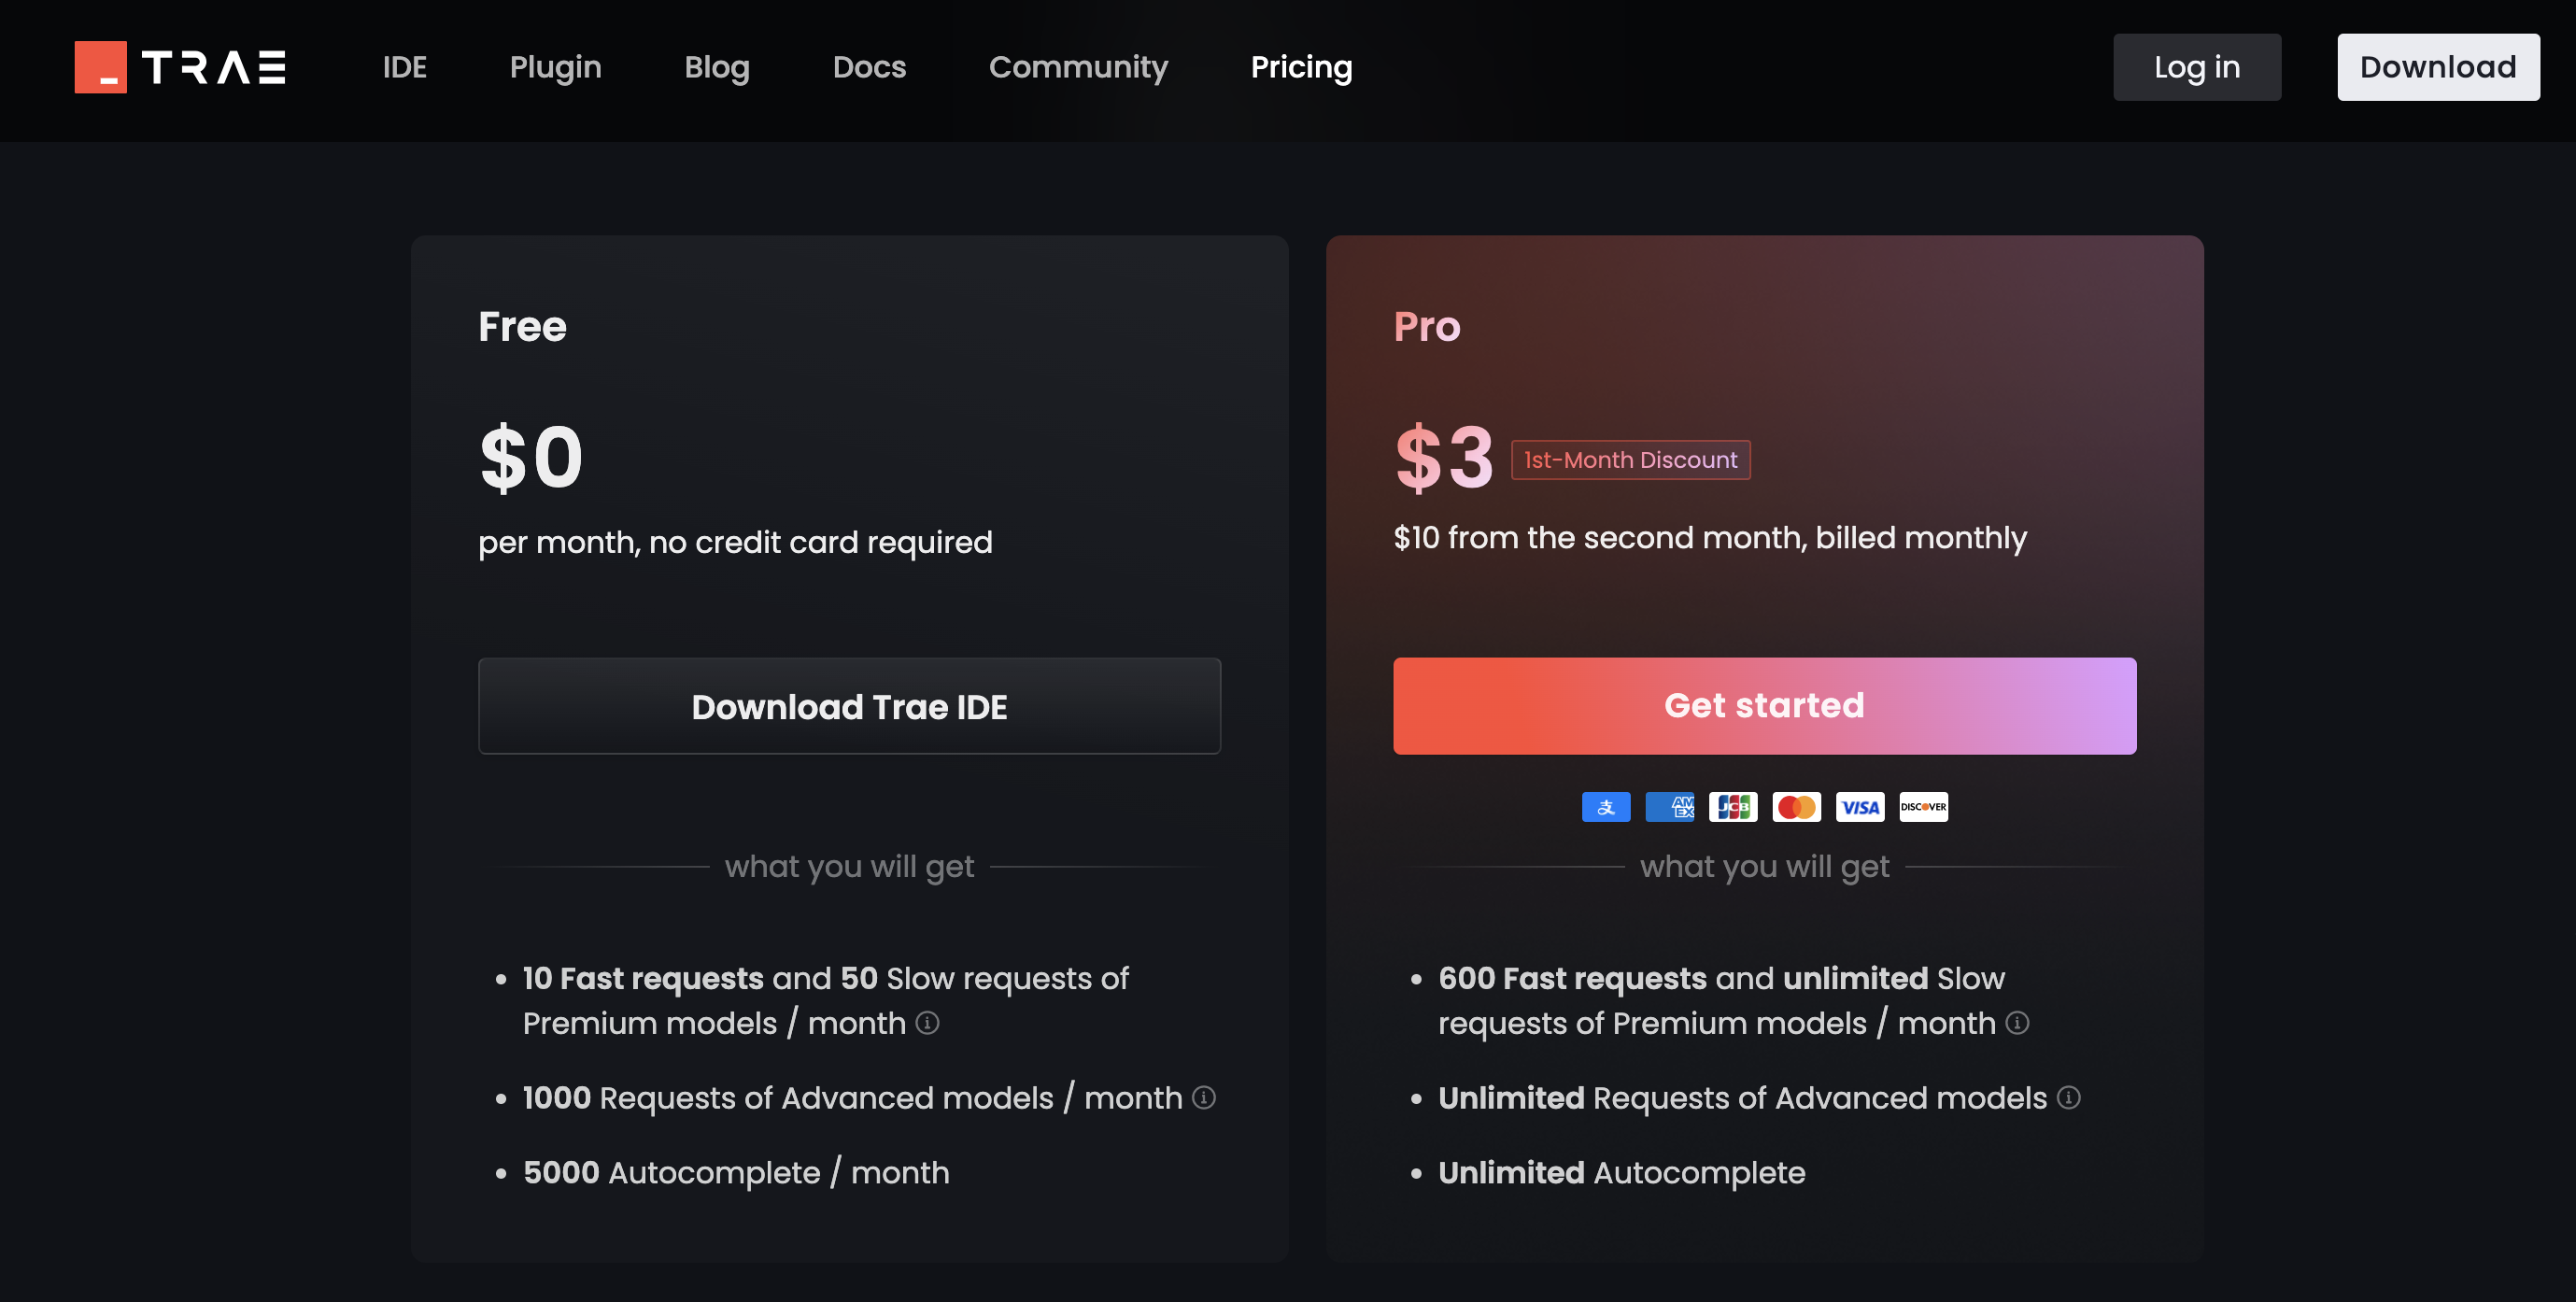 TRAE
IDE
Plugin
Blog
Docs
Community
Pricing
Log in
Download
Free
$0
per month, no credit card required
Download Trae IDE
what you will get
10 Fast requests and 50 Slow requests of
Premium models / month
1000 Requests of Advanced models / month
5000 Autocomplete / month
Pro
$3 1st-Month Discount
$10 from the second month, billed monthly
Get started
支 AM EX JCB VISA DISCOVER
what you will get
600 Fast requests and unlimited Slow
requests of Premium models / month
Unlimited Requests of Advanced models
Unlimited Autocomplete